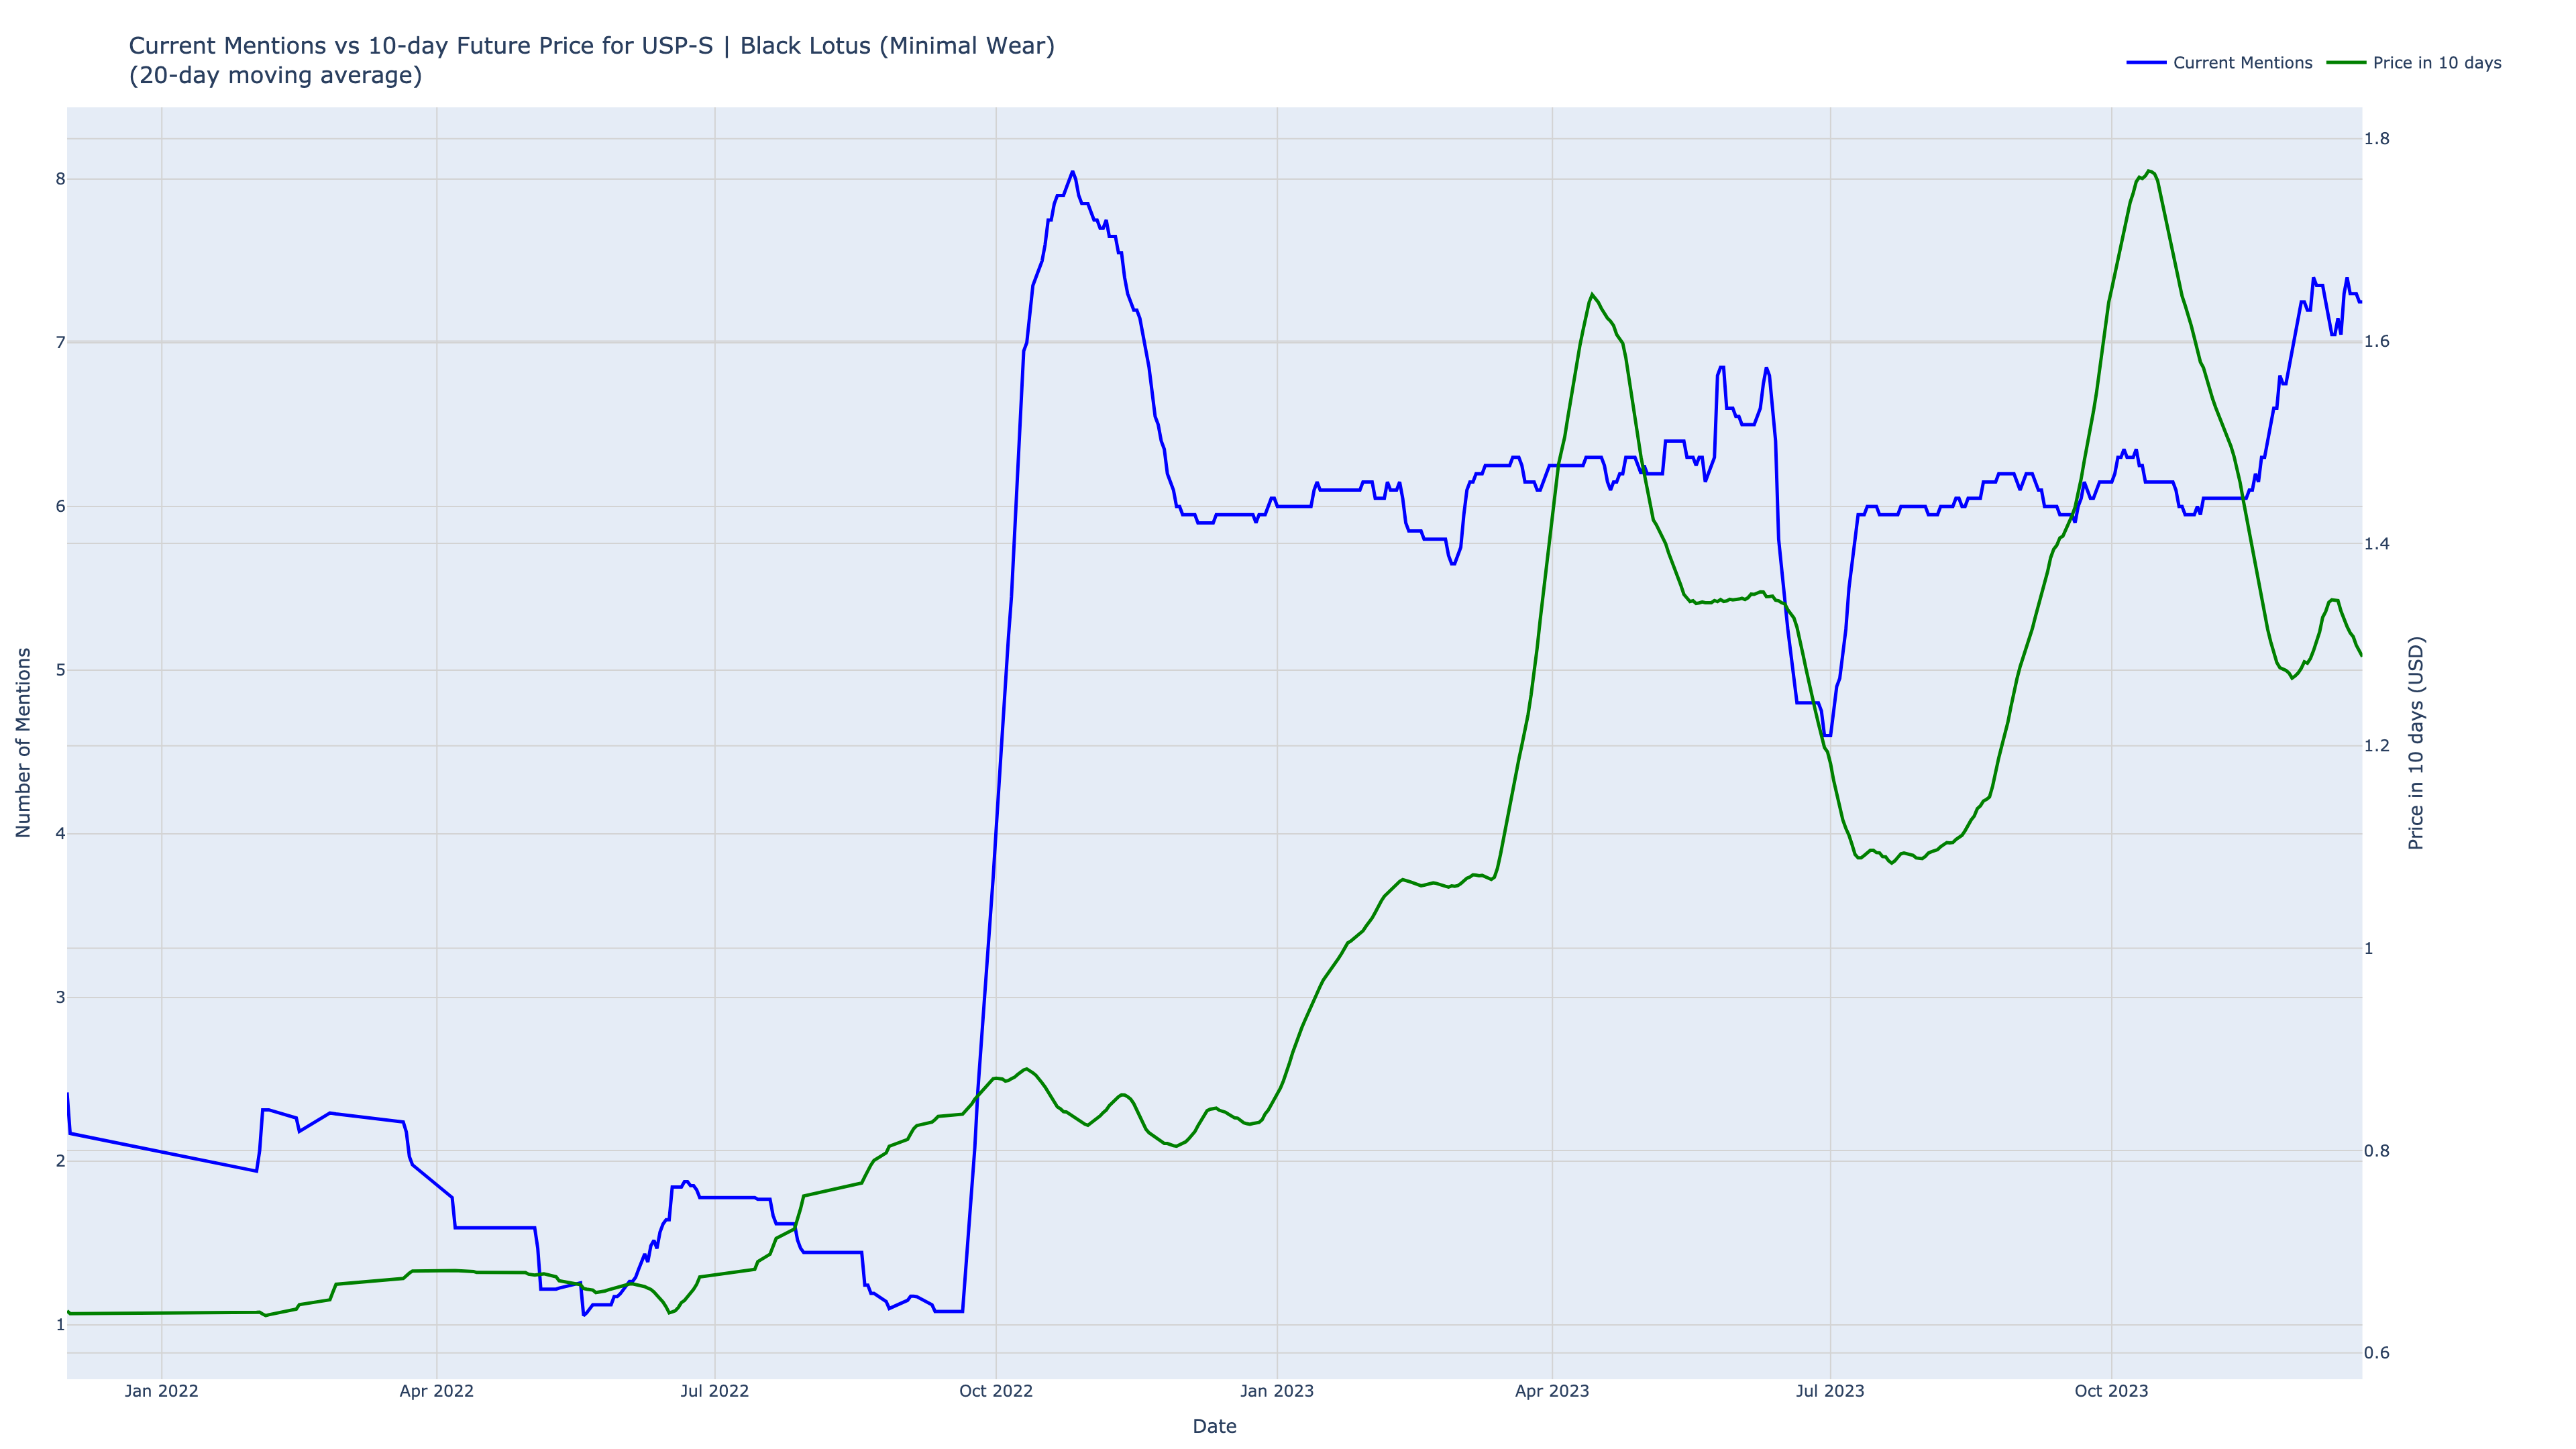 Current Mentions vs 10-day Future Price for USP-S | Black Lotus (Minimal Wear)
(20-day moving average)
Current Mentions
Price in 10 days
8
7
6
5
4
3
2
1
Number of Mentions
1.8
1.6
1.4
1.2
1
0.8
0.6
Price in 10 days (USD)
Jan 2022
Apr 2022
Jul 2022
Oct 2022
Jan 2023
Apr 2023
Jul 2023
Oct 2023
Date